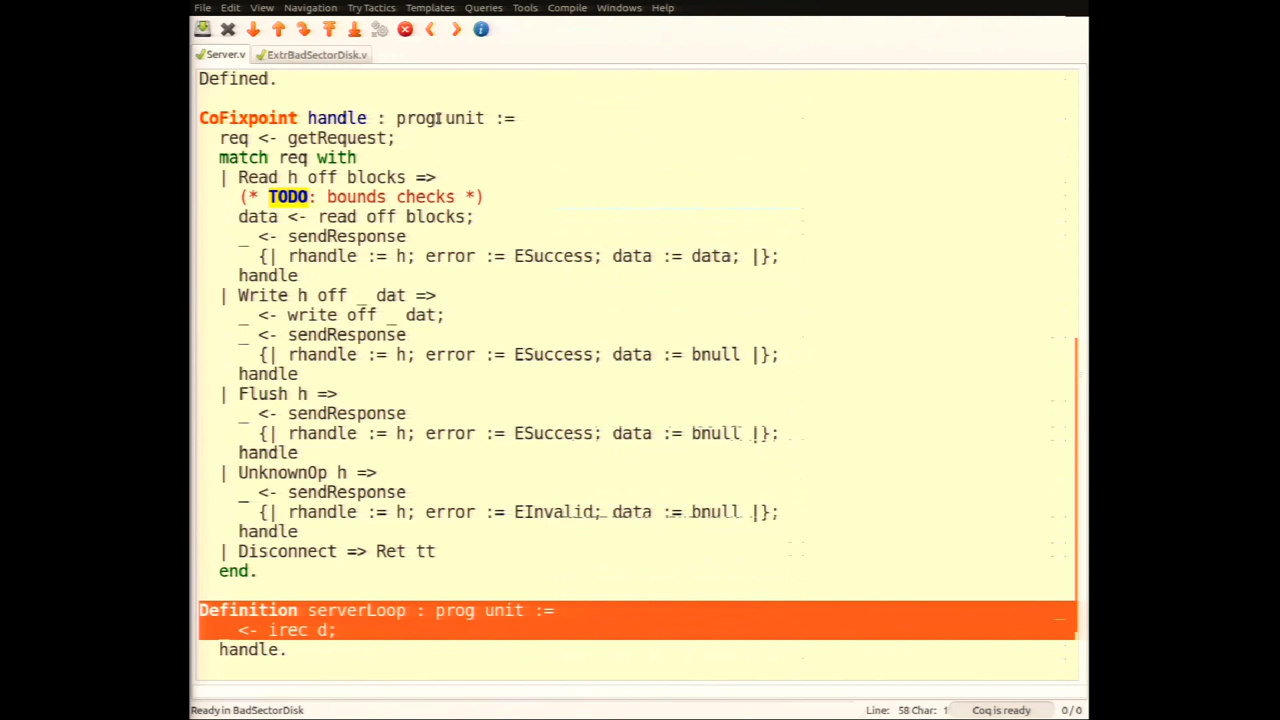 File Edit View Navigation Try Tactics Templates Queries Tools Compile Windows Help
Server.v ExtrBadSectorDisk.v
Defined.
CoFixpoint handle : prog unit :=
req <- getRequest;
match req with
| Read h off blocks =>
(* TODO: bounds checks *)
data <- read off blocks;
_ <- sendResponse
{| rhandle := h; error := ESuccess; data := data; |};
handle
| Write h off _ dat =>
_ <- write off _ dat;
_ <- sendResponse
{| rhandle := h; error := ESuccess; data := bnull |};
handle
| Flush h =>
_ <- sendResponse
{| rhandle := h; error := ESuccess; data := bnull |};
handle
| UnknownOp h =>
_ <- sendResponse
{| rhandle := h; error := EInvalid; data := bnull |};
handle
| Disconnect => Ret tt
end.
Definition serverLoop : prog unit :=
_ <- irec d;
handle.
Ready in BadSectorDisk Line: 58 Char: 1 Coq is ready 0 / 0